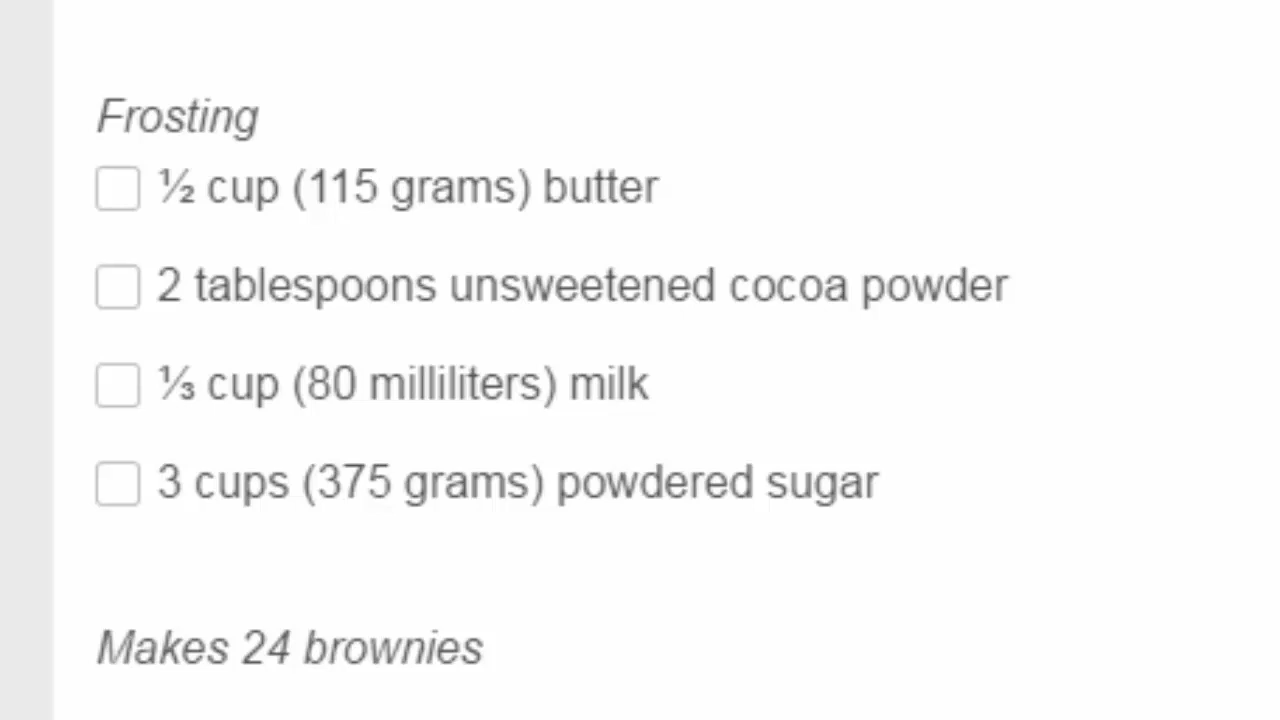 Frosting
½ cup (115 grams) butter
2 tablespoons unsweetened cocoa powder
⅓ cup (80 milliliters) milk
3 cups (375 grams) powdered sugar
Makes 24 brownies